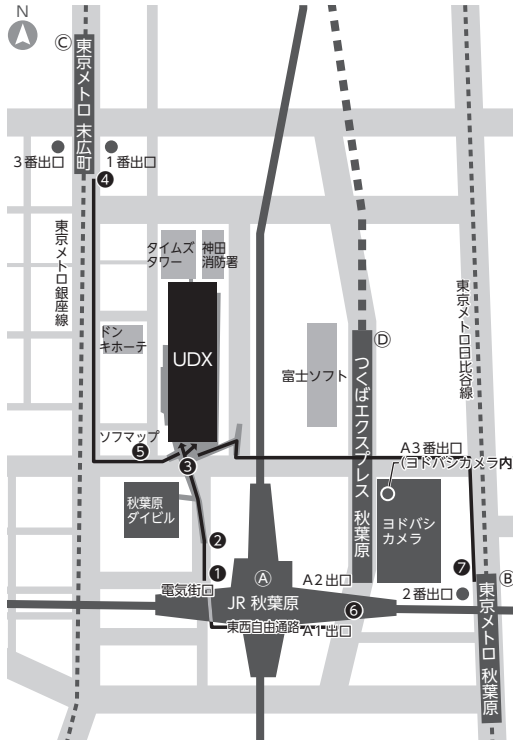 N
Ⓒ
東京メトロ 末広町
3番出口
1番出口
❹
東京メトロ銀座線
タイムズ
タワー
神田
消防署
東京メトロ日比谷線
ドン
キホーテ
UDX
富士ソフト
Ⓓ
つくばエクスプレス 秋葉原
ソフマップ
❺
❸
A3番出口
(ヨドバシカメラ内
秋葉原
ダイビル
ヨドバシ
カメラ
❷
❶
電気街口
Ⓐ
JR 秋葉原
A2出口
❻
東西自由通路
A1出口
❼
Ⓑ
2番出口
東京メトロ 秋葉原